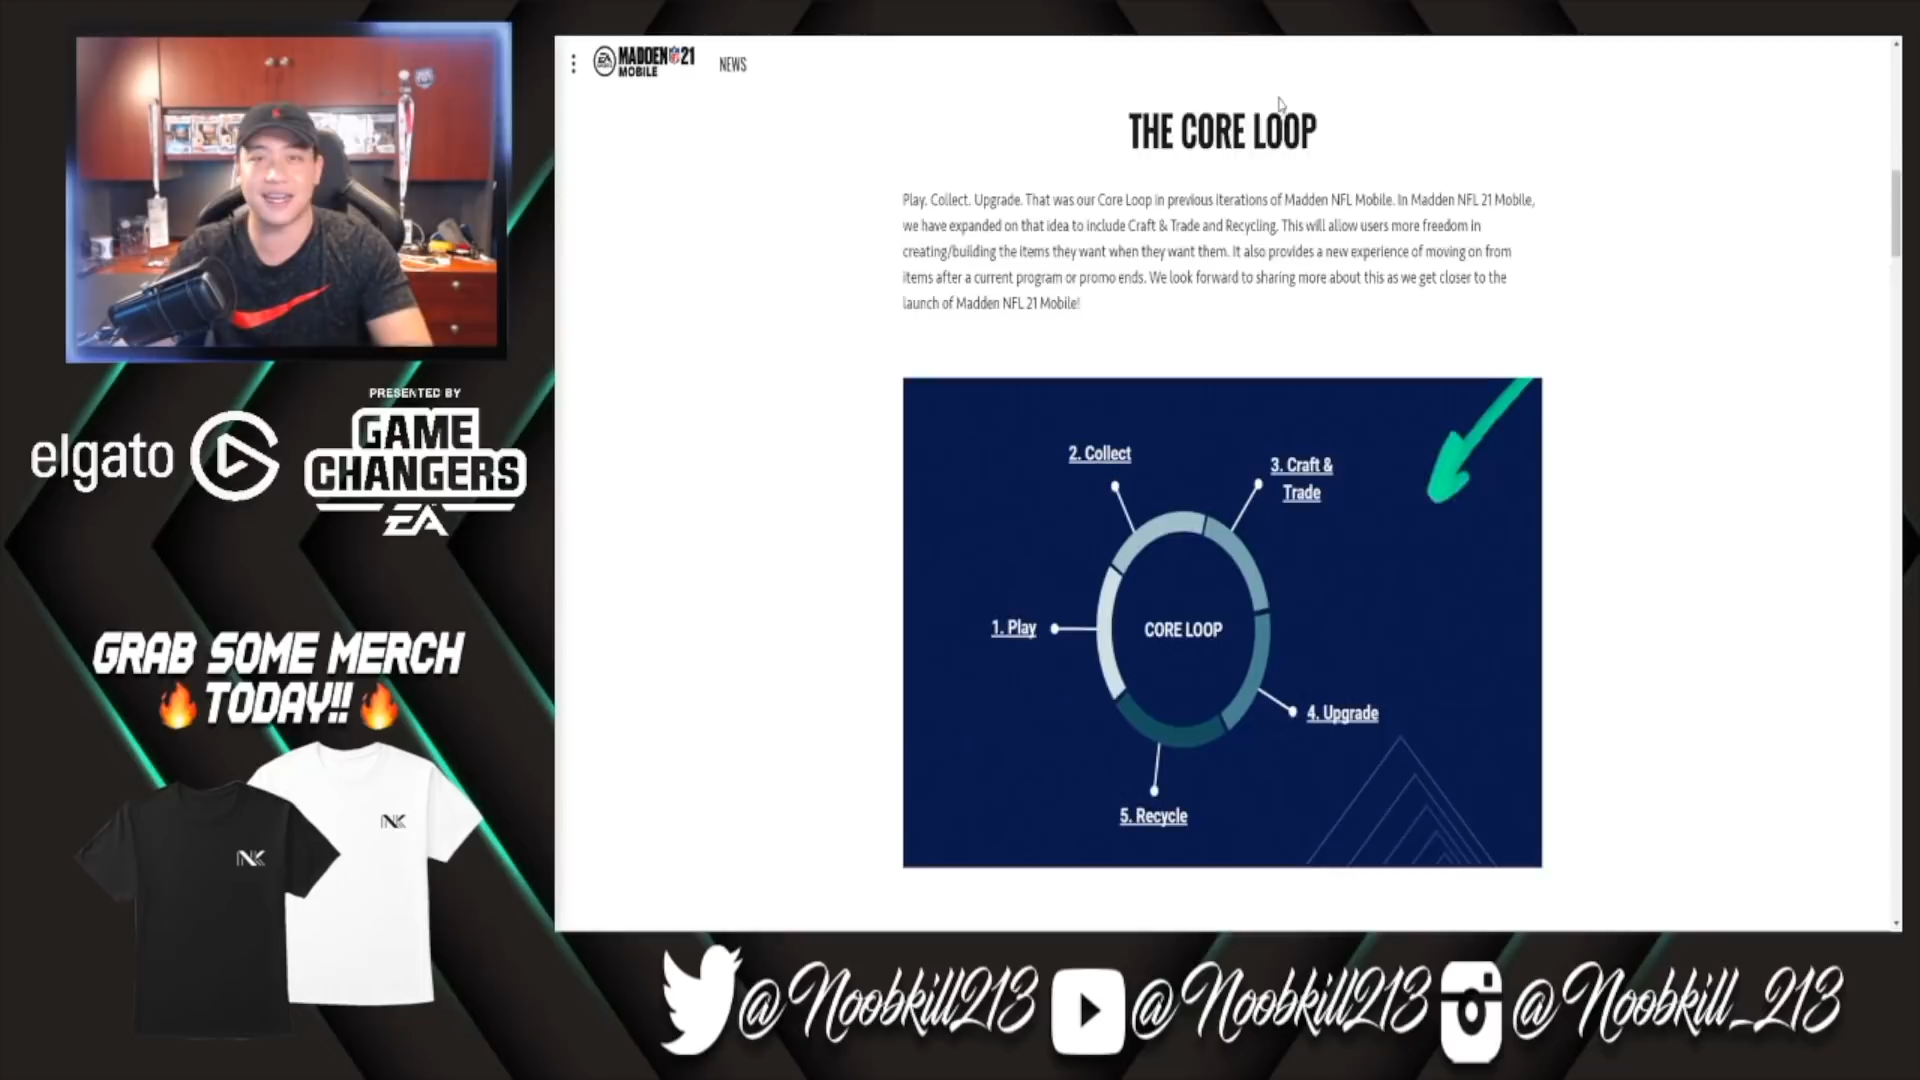 MADDEN NFL 21
MOBILE
NEWS
THE CORE LOOP
Play. Collect. Upgrade. That was our Core Loop in previous iterations of Madden NFL Mobile. In Madden NFL 21 Mobile,
we have expanded on that idea to include Craft & Trade and Recycling. This will allow users more freedom in
creating/building the items they want when they want them. It also provides a new experience of moving on from
items after a current program or promo ends. We look forward to sharing more about this as we get closer to the
launch of Madden NFL 21 Mobile!
2. Collect
3. Craft &
Trade
1. Play
CORE LOOP
4. Upgrade
5. Recycle
PRESENTED BY
elgato
GAME
CHANGERS
EA
GRAB SOME MERCH
TODAY!!
NK
NK
@Noobkill213
@Noobkill213
@Noobkill_213